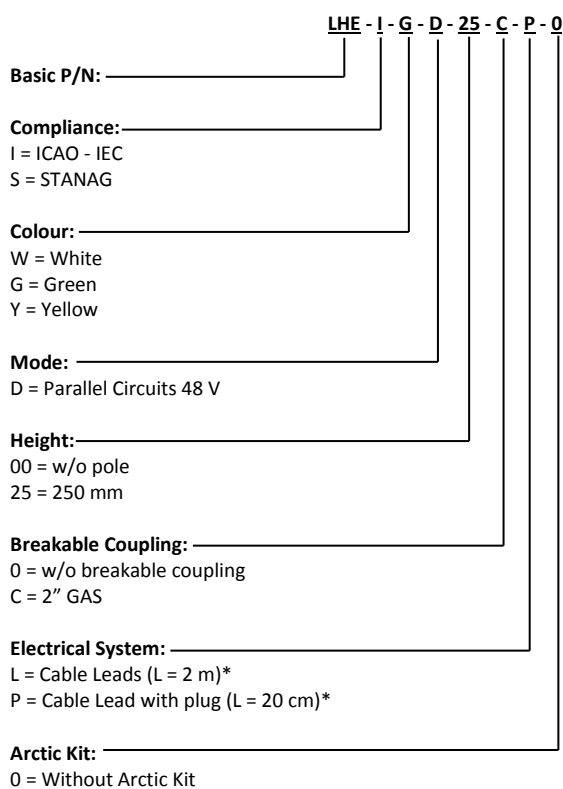 LHE - I - G - D - 25 - C - P - 0
Basic P/N:
Compliance:
I = ICAO - IEC
S = STANAG
Colour:
W = White
G = Green
Y = Yellow
Mode:
D = Parallel Circuits 48 V
Height:
00 = w/o pole
25 = 250 mm
Breakable Coupling:
0 = w/o breakable coupling
C = 2” GAS
Electrical System:
L = Cable Leads (L = 2 m)*
P = Cable Lead with plug (L = 20 cm)*
Arctic Kit:
0 = Without Arctic Kit